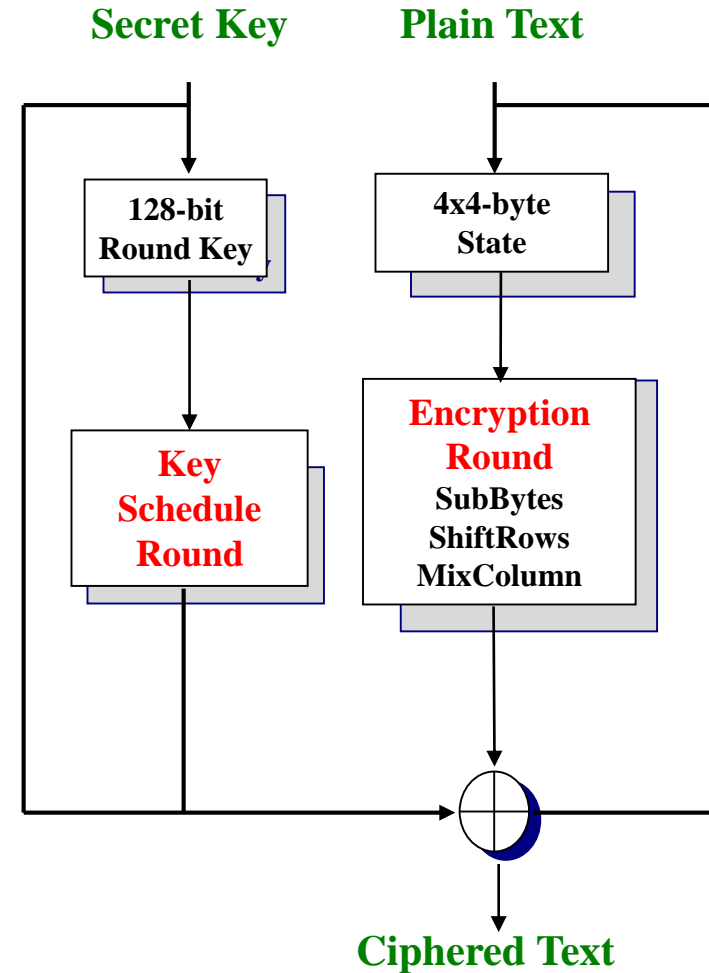 Secret Key
Plain Text
128-bit
Round Key
y
4x4-byte
State
Key
Schedule
Round
Encryption
Round
SubBytes
ShiftRows
MixColumn
Ciphered Text